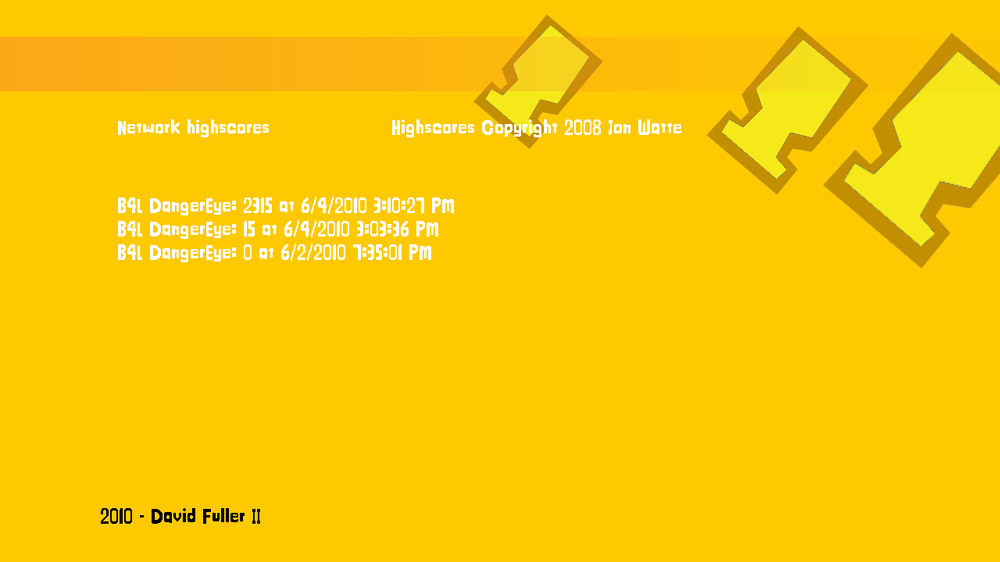 Network highscores
Highscores Copyright 2008 Jon Watte
B4L DangerEye: 2315 at 6/4/2010 3:10:27 PM
B4L DangerEye: 15 at 6/4/2010 3:03:36 PM
B4L DangerEye: 0 at 6/2/2010 7:35:01 PM
2010 - David Fuller II